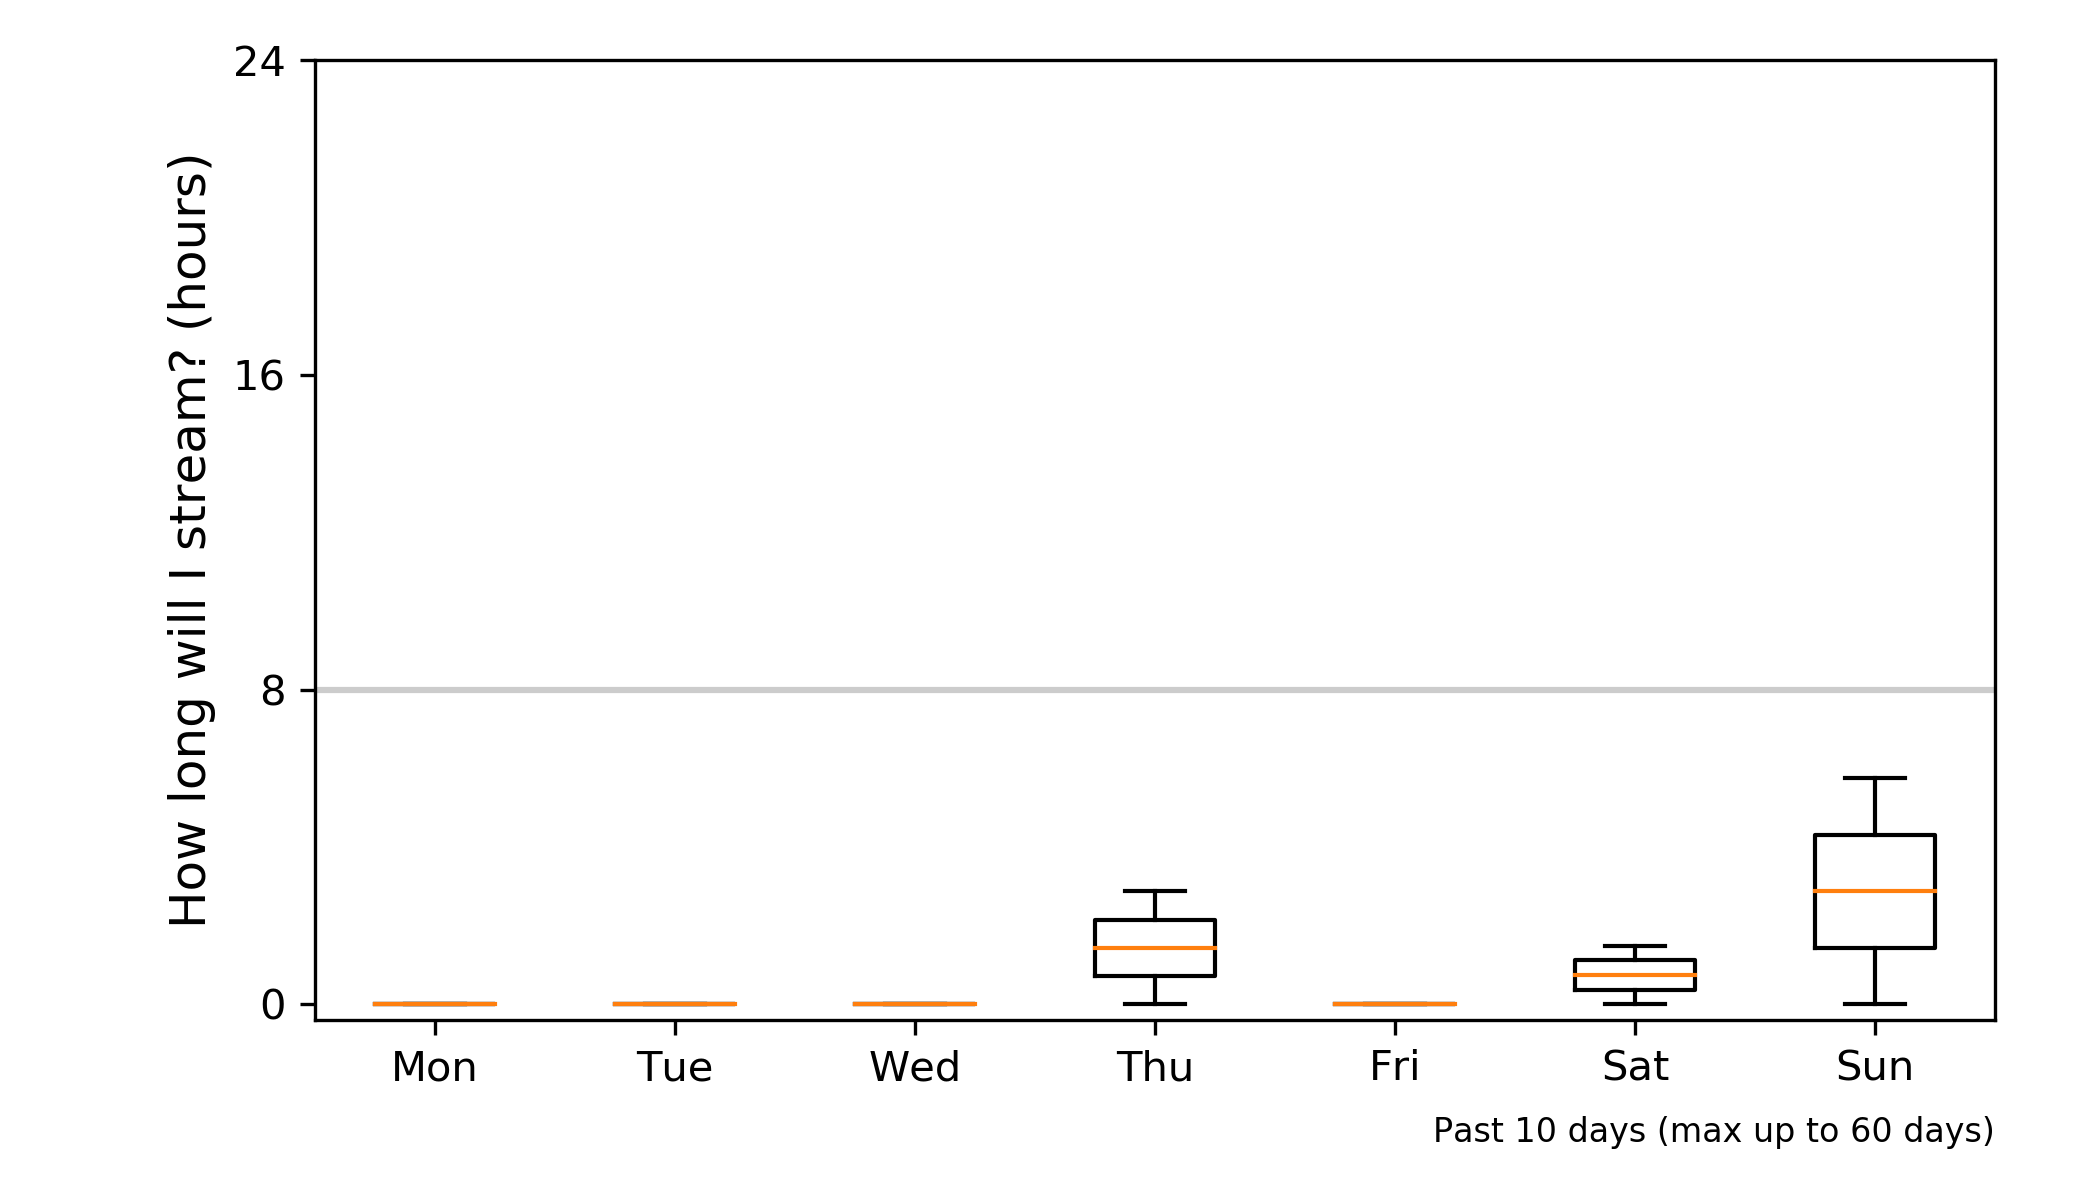 How long will I stream? (hours)
24
16
8
0
Mon Tue Wed Thu Fri Sat Sun
Past 10 days (max up to 60 days)